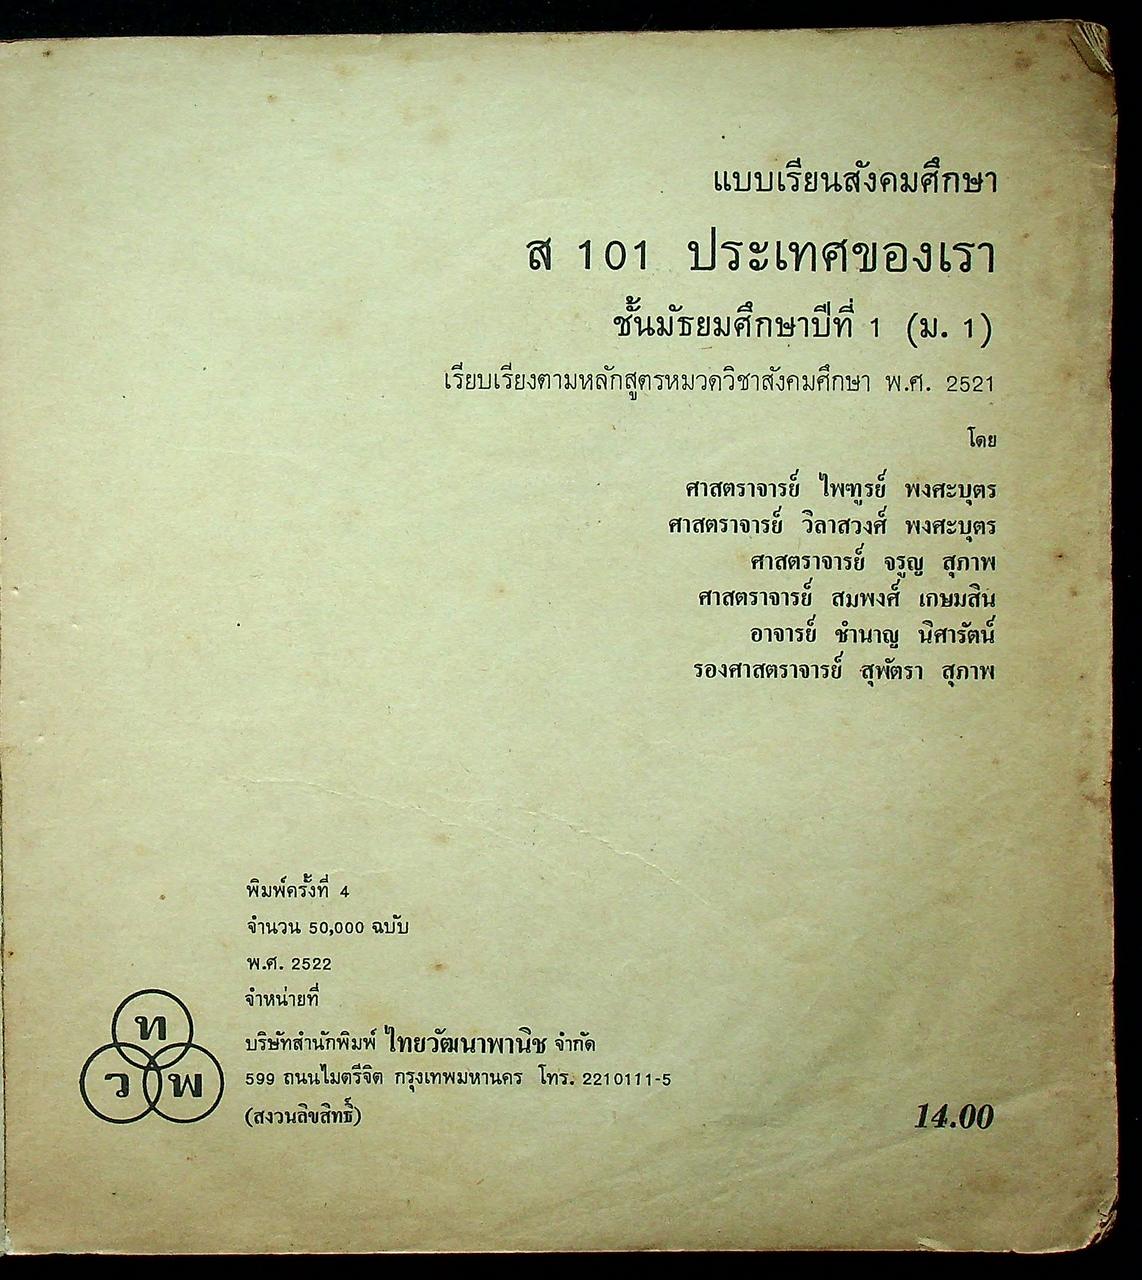 แบบเรียนสังคมศึกษา
ส 101 ประเทศของเรา
ชั้นมัธยมศึกษาปีที่ 1 (ม. 1)
เรียบเรียงตามหลักสูตรหมวดวิชาสังคมศึกษา พ.ศ. 2521
โดย
ศาสตราจารย์ ไพฑูรย์ พงศะบุตร
ศาสตราจารย์ วิลาสวงศ์ พงศะบุตร
ศาสตราจารย์ จรูญ สุภาพ
ศาสตราจารย์ สมพงศ์ เกษมสิน
อาจารย์ ชำนาญ นิศารัตน์
รองศาสตราจารย์ สุพัตรา สุภาพ
พิมพ์ครั้งที่ 4
จำนวน 50,000 ฉบับ
พ.ศ. 2522
จำหน่ายที่
บริษัทสำนักพิมพ์ ไทยวัฒนาพานิช จำกัด
599 ถนนไมตรีจิต กรุงเทพมหานคร โทร. 2210111-5
(สงวนลิขสิทธิ์)
ท
ว พ
14.00